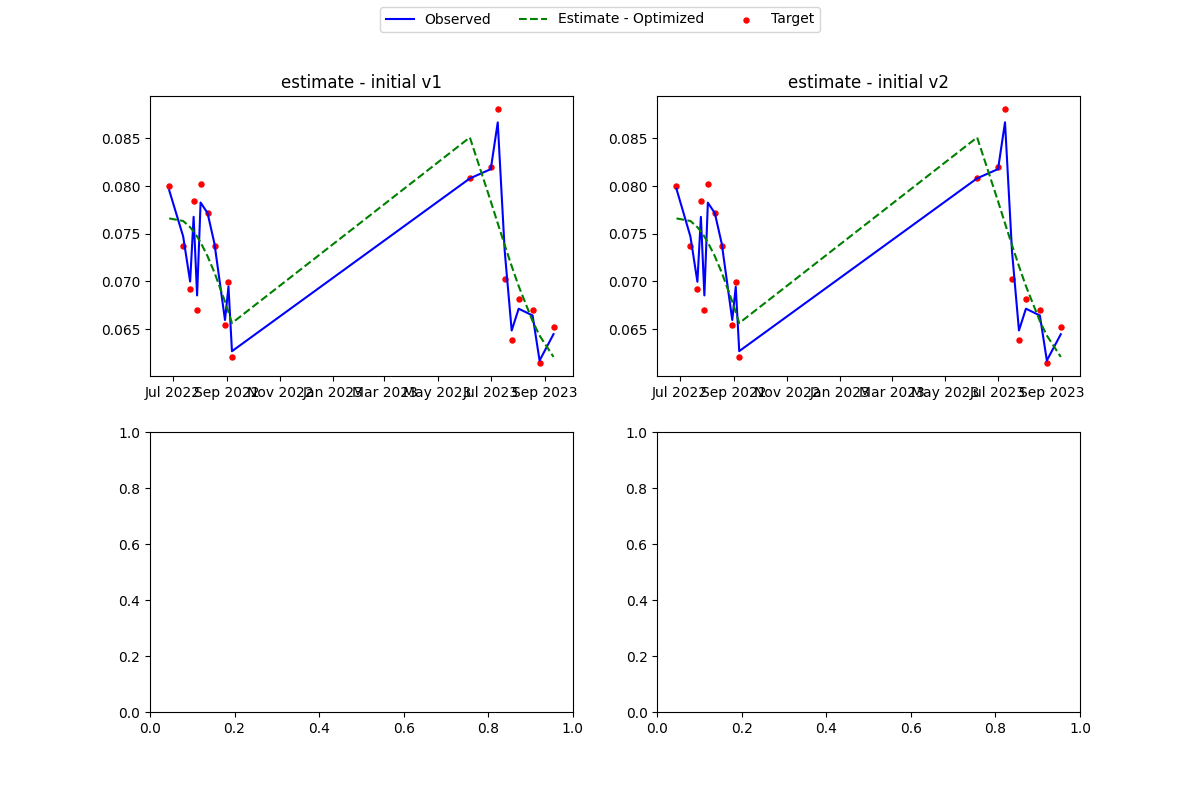 Observed Estimate - Optimized Target
estimate - initial v1 estimate - initial v2
0.085 0.085
0.080 0.080
0.075 0.075
0.070 0.070
0.065 0.065
Jul 2022 Sep 2022 Nov 2022 Jan 2023 Mar 2023 May 2023 Jul 2023 Sep 2023 Jul 2022 Sep 2022 Nov 2022 Jan 2023 Mar 2023 May 2023 Jul 2023 Sep 2023
1.0 1.0
0.8 0.8
0.6 0.6
0.4 0.4
0.2 0.2
0.0 0.0
0.0 0.2 0.4 0.6 0.8 1.0 0.0 0.2 0.4 0.6 0.8 1.0